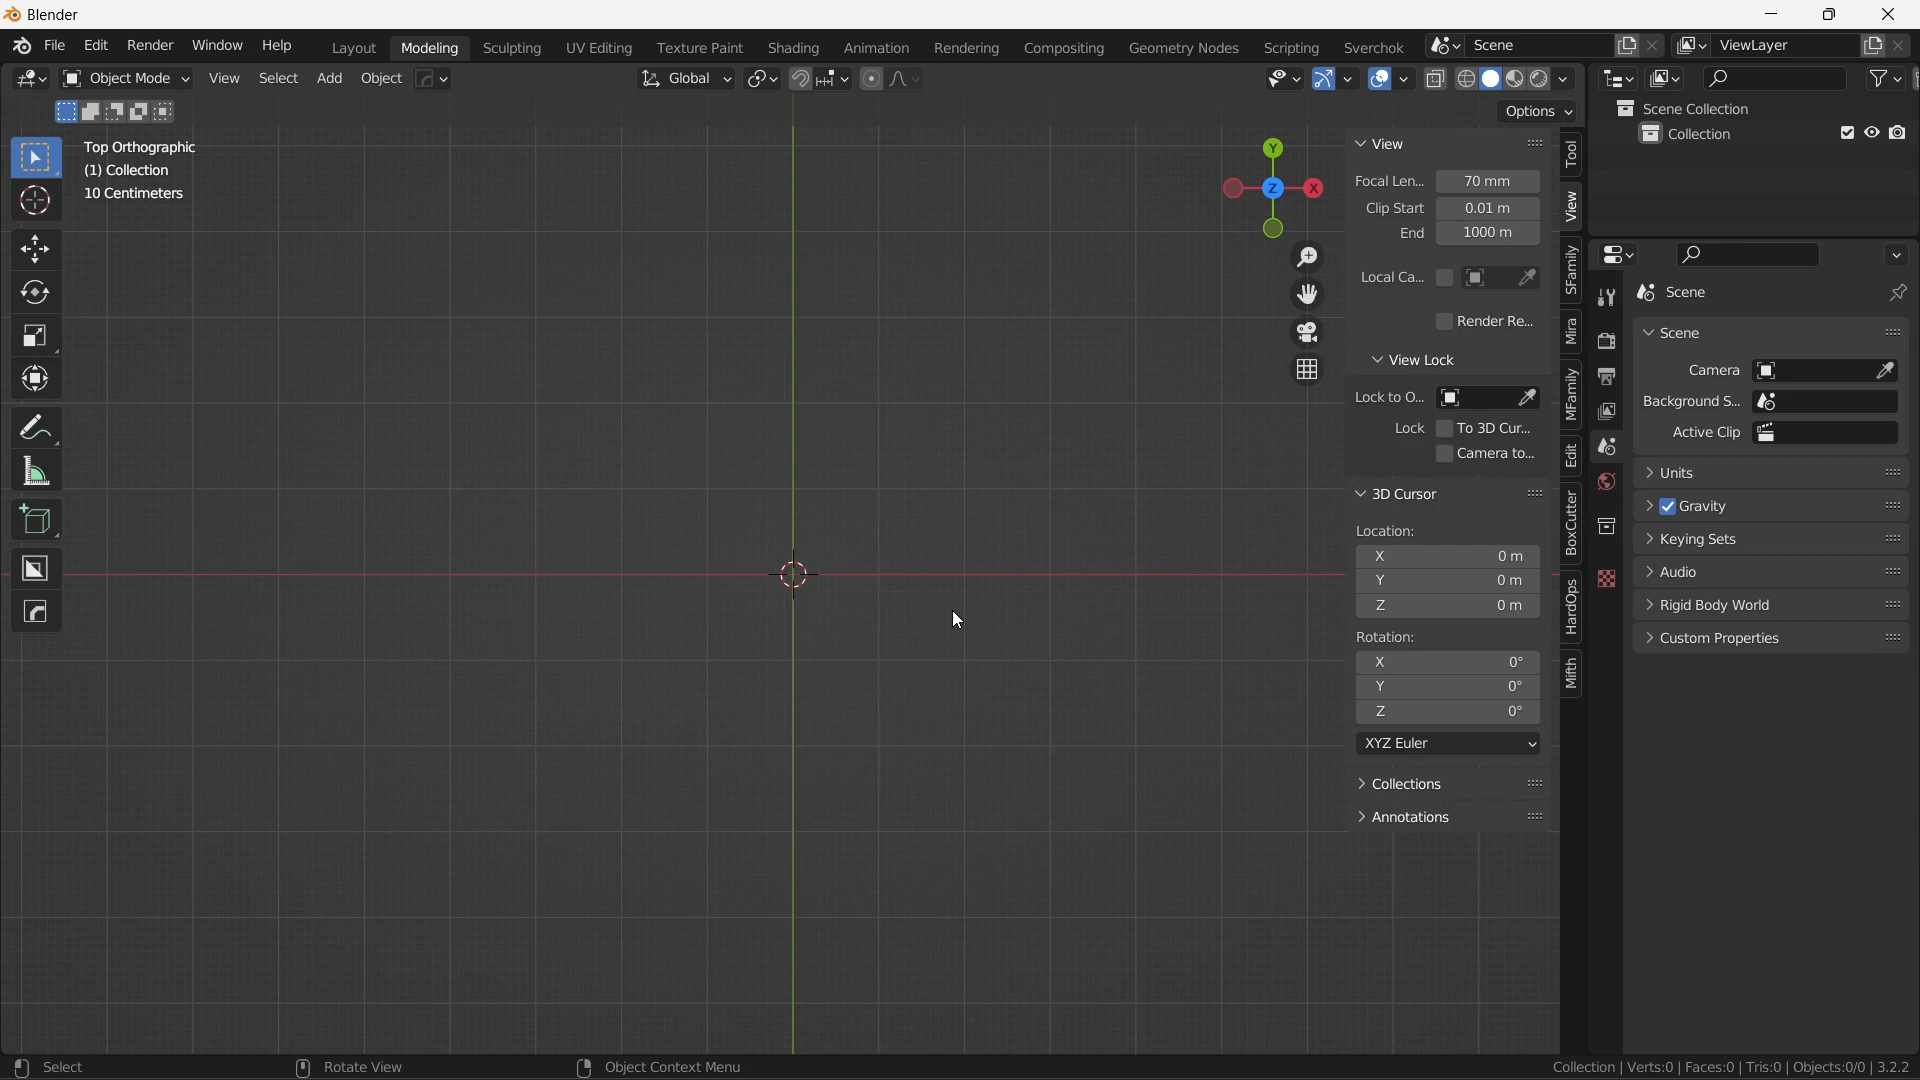 Blender
File Edit Render Window Help Layout Modeling Sculpting UV Editing Texture Paint Shading Animation Rendering Compositing Geometry Nodes Scripting Sverchok Scene ViewLayer
Object Mode View Select Add Object Global
Options
Top Orthographic
(1) Collection
10 Centimeters
Y
Z X
View
Focal Len... 70 mm
Clip Start 0.01 m
End 1000 m
Local Ca...
Render Re...
View Lock
Lock to O...
Lock To 3D Cur...
Camera to...
3D Cursor
Location:
X 0 m
Y 0 m
Z 0 m
Rotation:
X 0°
Y 0°
Z 0°
XYZ Euler
Collections
Annotations
Tool
View
SFamily
Mira
MFamily
Edit
BoxCutter
HardOps
Mifth
Scene Collection
Collection
Scene
Scene
Camera
Background S...
Active Clip
Units
Gravity
Keying Sets
Audio
Rigid Body World
Custom Properties
Select Rotate View Object Context Menu Collection | Verts:0 | Faces:0 | Tris:0 | Objects:0/0 | 3.2.2